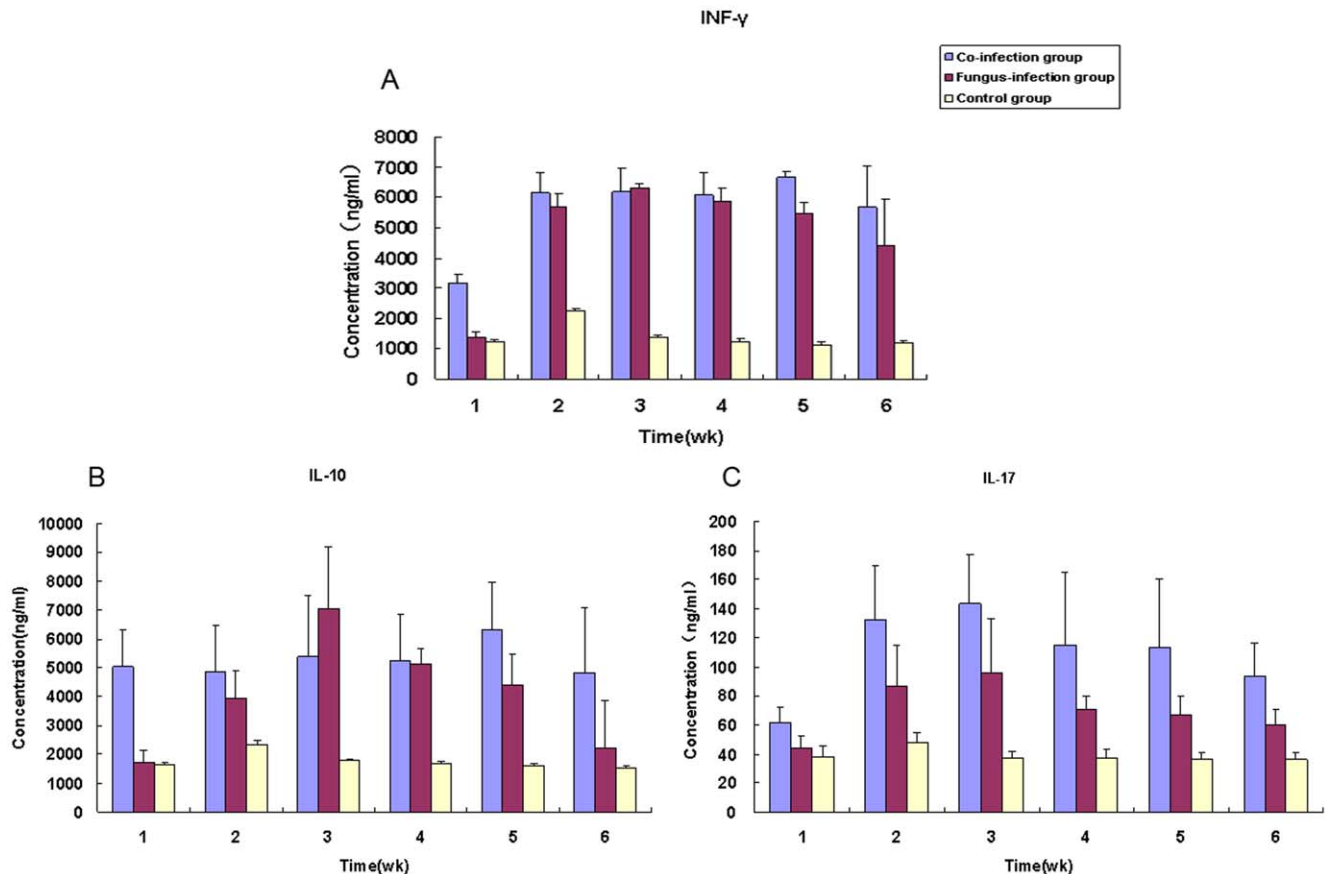 INF-γ
Co-infection group
Fungus-infection group
Control group
A
Concentration (ng/ml)
8000
7000
6000
5000
4000
3000
2000
1000
0
1 2 3 4 5 6
Time(wk)
B
IL-10
Concentration(ng/ml)
10000
9000
8000
7000
6000
5000
4000
3000
2000
1000
0
1 2 3 4 5 6
Time(wk)
C
IL-17
Concentration (ng/ml)
200
180
160
140
120
100
80
60
40
20
0
1 2 3 4 5 6
Time(wk)